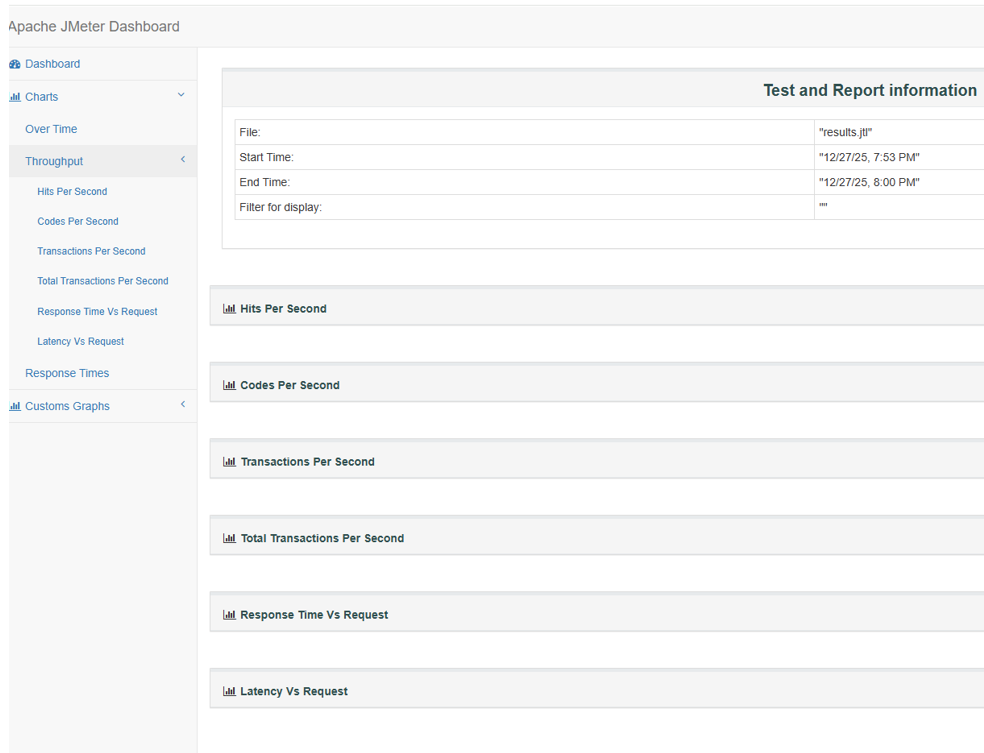 Apache JMeter Dashboard
Dashboard
Charts
Over Time
Throughput
Hits Per Second
Codes Per Second
Transactions Per Second
Total Transactions Per Second
Response Time Vs Request
Latency Vs Request
Response Times
Customs Graphs
Test and Report information
File: "results.jtl"
Start Time: "12/27/25, 7:53 PM"
End Time: "12/27/25, 8:00 PM"
Filter for display: ""
Hits Per Second
Codes Per Second
Transactions Per Second
Total Transactions Per Second
Response Time Vs Request
Latency Vs Request